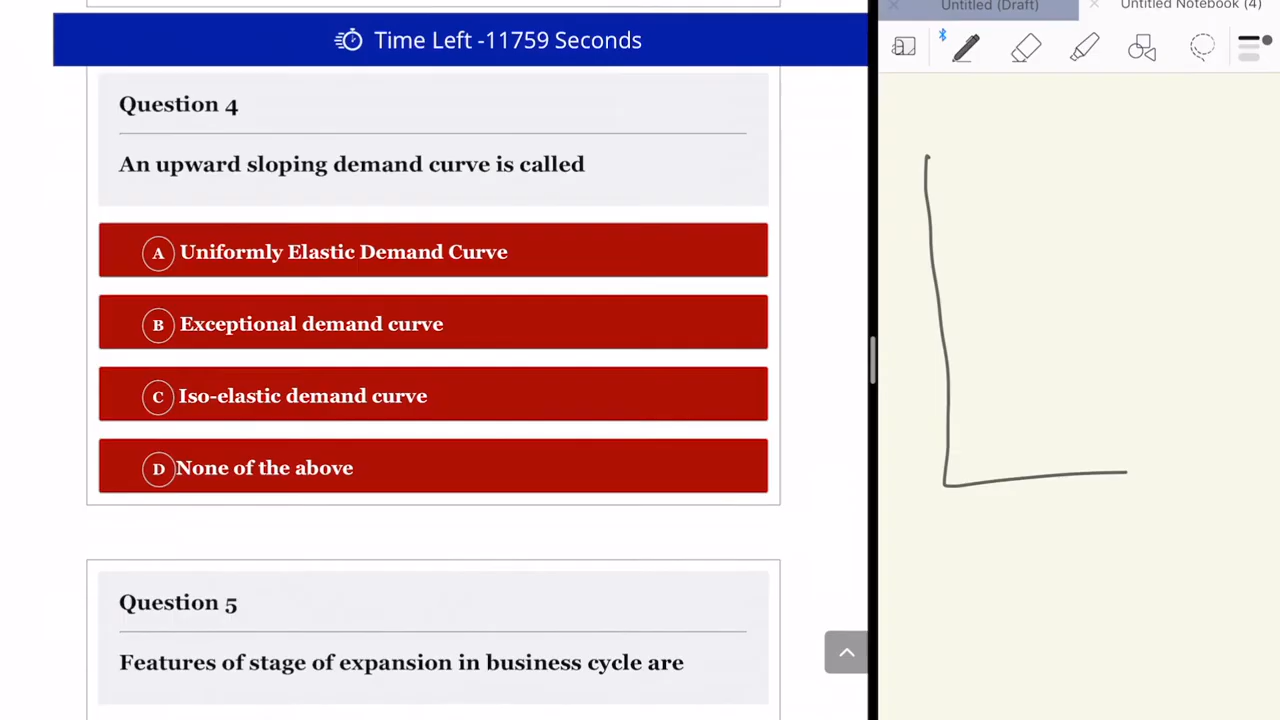 Untitled (Draft)
Untitled Notebook (4)
Time Left -11759 Seconds
Question 4
An upward sloping demand curve is called
A Uniformly Elastic Demand Curve
B Exceptional demand curve
C Iso-elastic demand curve
D None of the above
Question 5
Features of stage of expansion in business cycle are